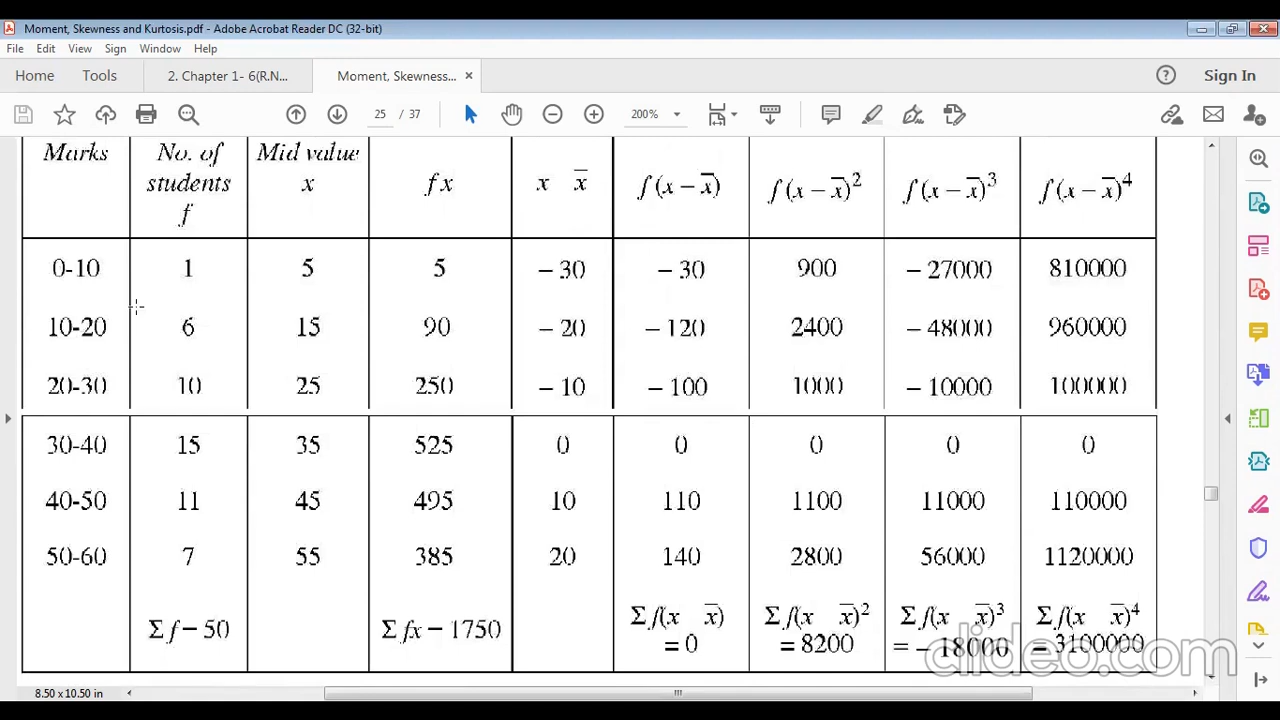 Moment, Skewness and Kurtosis.pdf - Adobe Acrobat Reader DC (32-bit)
File Edit View Sign Window Help
Home Tools 2. Chapter 1- 6(R.N... Moment, Skewness... × Sign In
25 / 37 200%
Marks No. of students f Mid value x fx x x̅ f(x − x̅) f(x − x̅)² f(x − x̅)³ f(x − x̅)⁴
0-10 1 5 5 − 30 − 30 900 − 27000 810000
10-20 6 15 90 − 20 − 120 2400 − 48000 960000
20-30 10 25 250 − 10 − 100 1000 − 10000 100000
30-40 15 35 525 0 0 0 0 0
40-50 11 45 495 10 110 1100 11000 110000
50-60 7 55 385 20 140 2800 56000 1120000
Σ f = 50 Σ fx = 1750 Σ f(x x̅) = 0 Σ f(x x̅)² = 8200 Σ f(x x̅)³ = − 18000 Σ f(x x̅)⁴ = 3100000
clideo.com
8.50 x 10.50 in